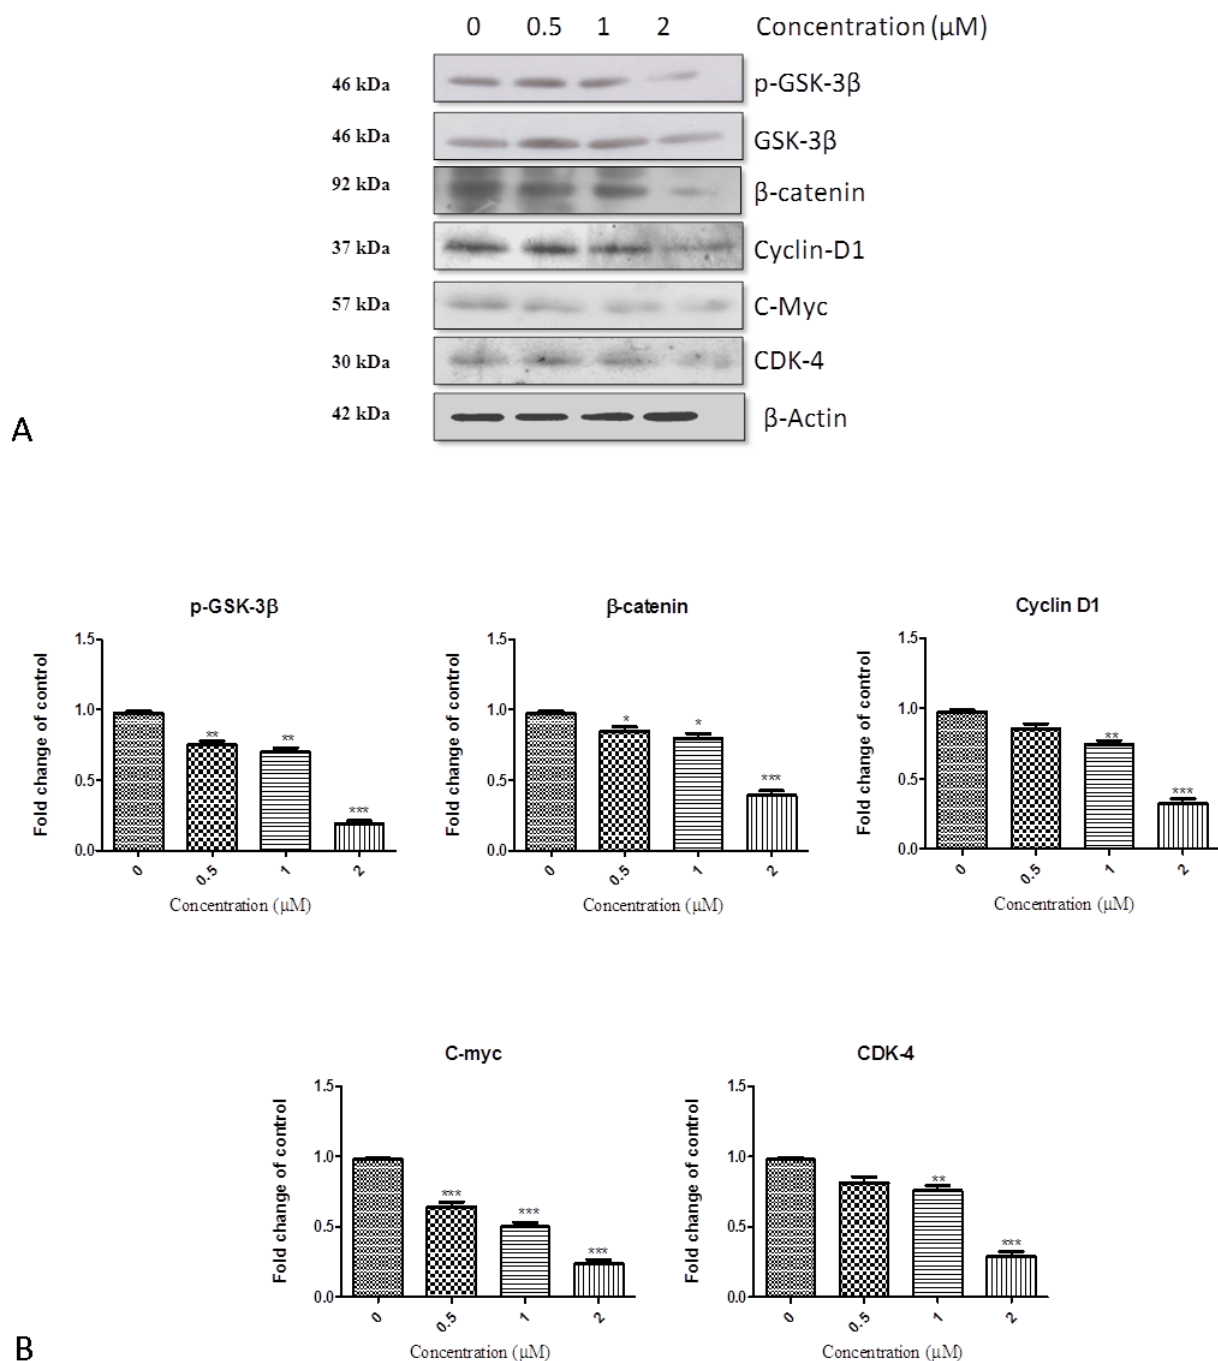 0 0.5 1 2 Concentration (µM)
46 kDa p-GSK-3β
46 kDa GSK-3β
92 kDa β-catenin
37 kDa Cyclin-D1
57 kDa C-Myc
30 kDa CDK-4
42 kDa β-Actin
A
p-GSK-3β
Fold change of control
1.5
1.0
0.5
0.0
** ** ***
0 0.5 1 2
Concentration (µM)
β-catenin
Fold change of control
1.5
1.0
0.5
0.0
* * ***
0 0.5 1 2
Concentration (µM)
Cyclin D1
Fold change of control
1.5
1.0
0.5
0.0
** ***
0 0.5 1 2
Concentration (µM)
C-myc
Fold change of control
1.5
1.0
0.5
0.0
*** *** ***
0 0.5 1 2
Concentration (µM)
CDK-4
Fold change of control
1.5
1.0
0.5
0.0
** ***
0 0.5 1 2
Concentration (µM)
B